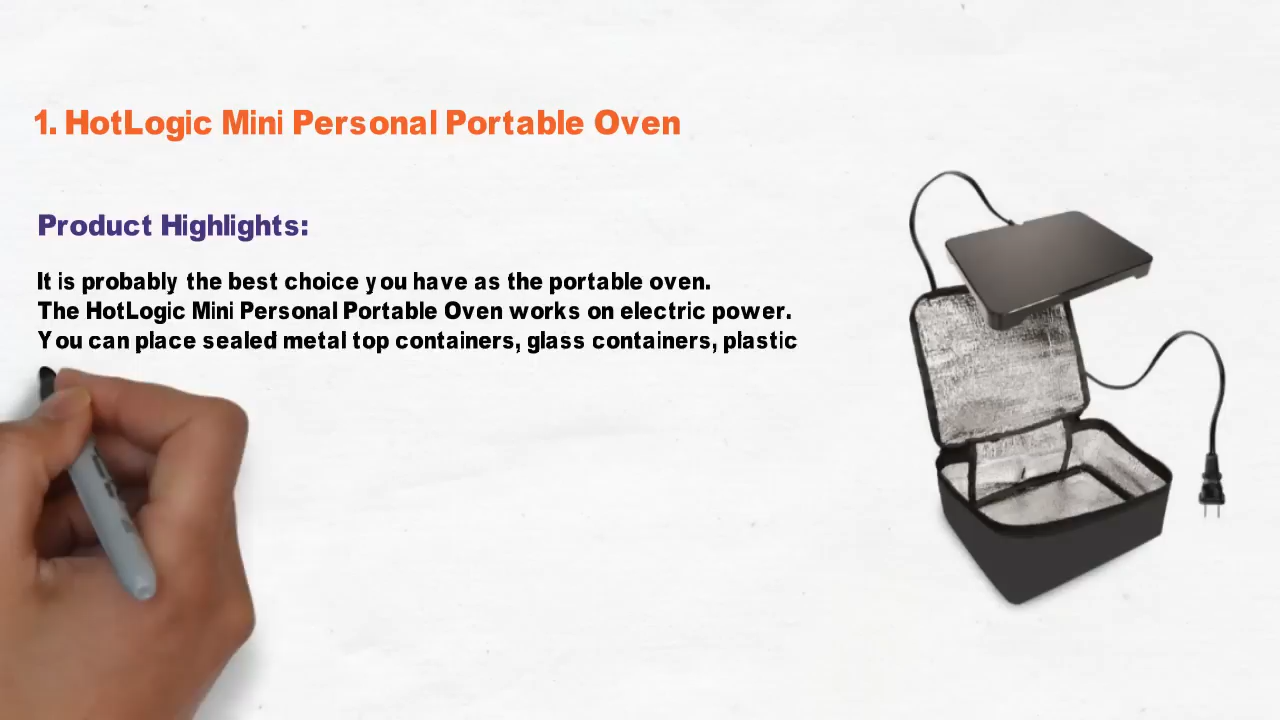 1. HotLogic Mini Personal Portable Oven
Product Highlights:
It is probably the best choice you have as the portable oven.
The HotLogic Mini Personal Portable Oven works on electric power.
You can place sealed metal top containers, glass containers, plastic